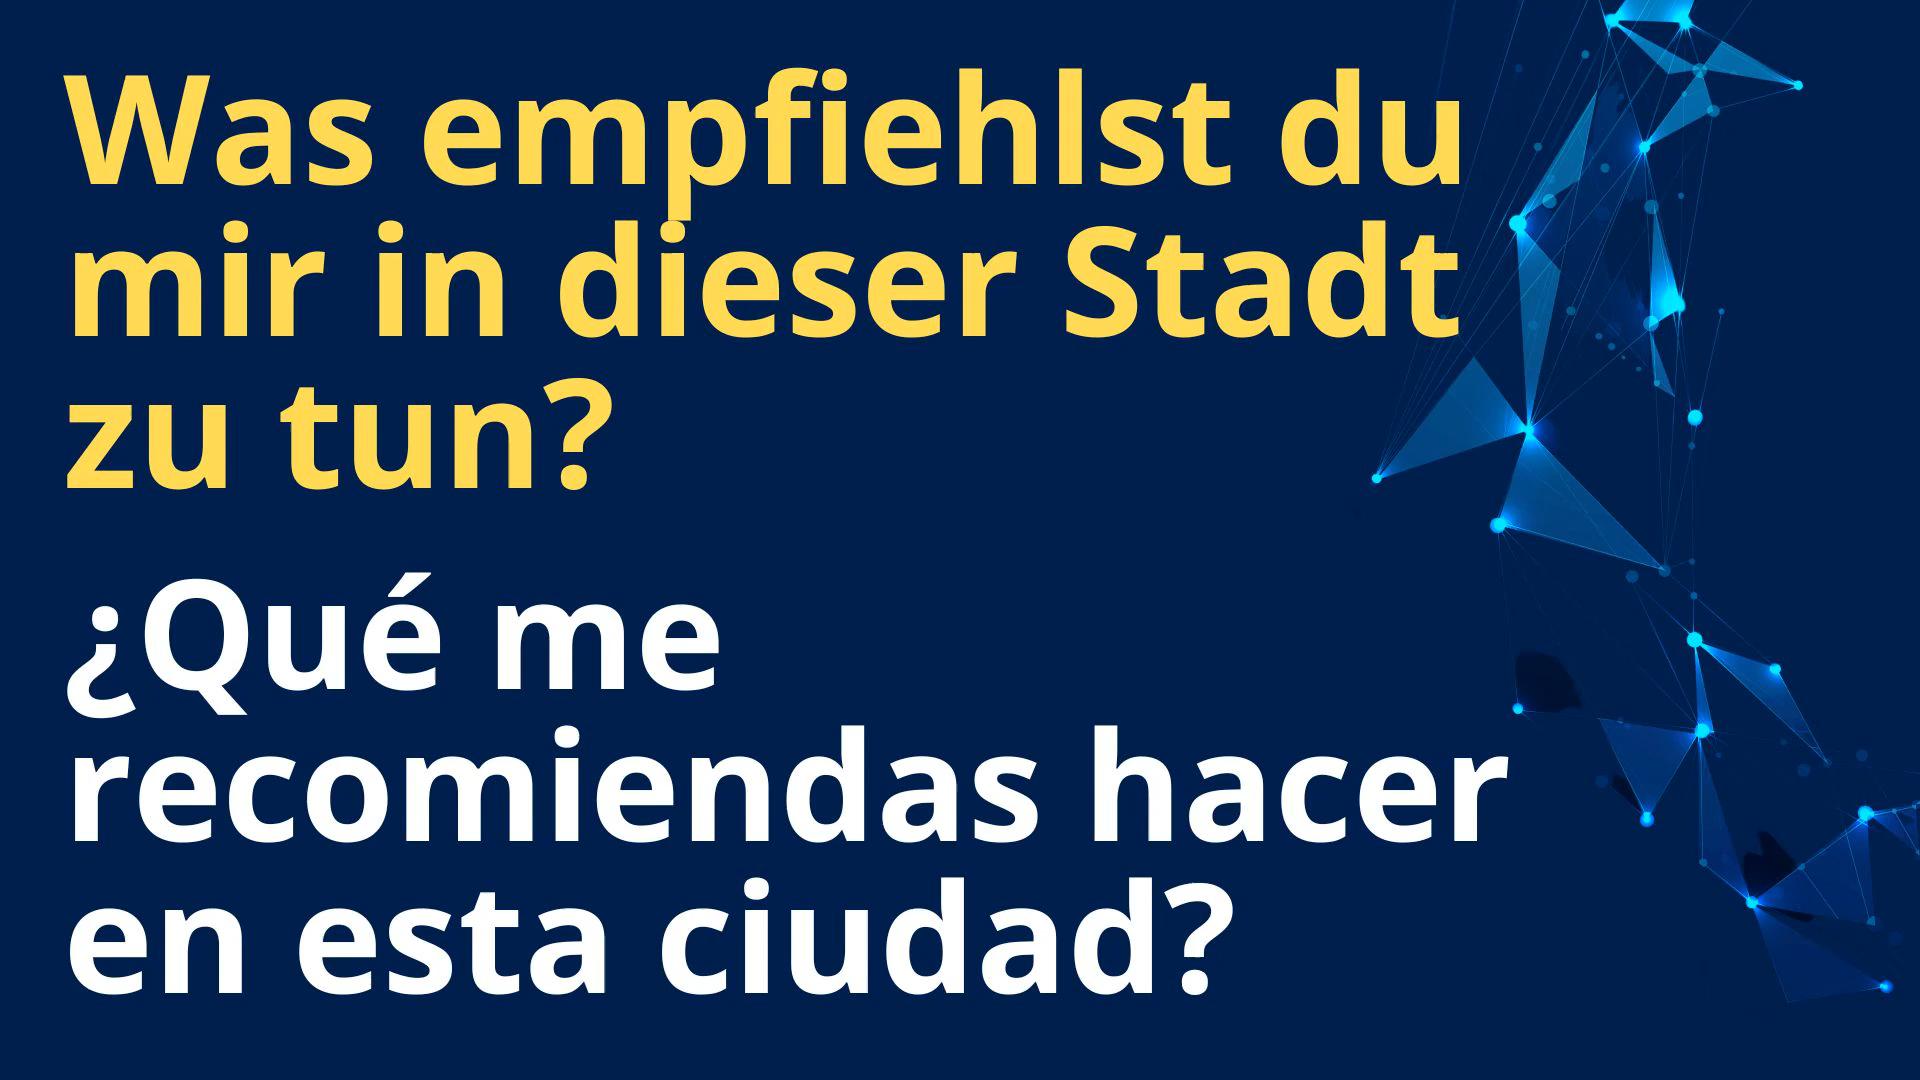 Was empfiehlst du
mir in dieser Stadt
zu tun?
¿Qué me
recomiendas hacer
en esta ciudad?